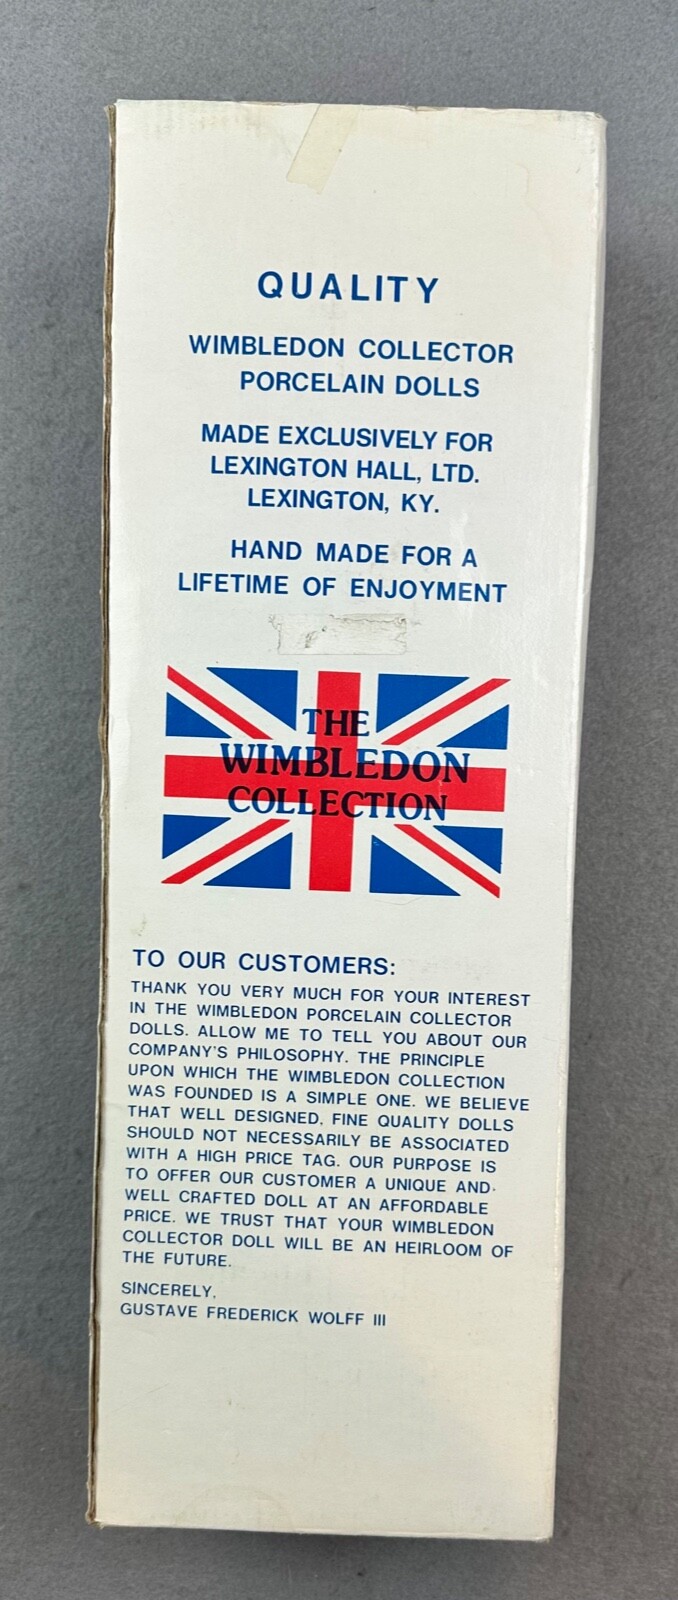 QUALITY
WIMBLEDON COLLECTOR
PORCELAIN DOLLS
MADE EXCLUSIVELY FOR
LEXINGTON HALL, LTD.
LEXINGTON, KY.
HAND MADE FOR A
LIFETIME OF ENJOYMENT
THE
WIMBLEDON
COLLECTION
TO OUR CUSTOMERS:
THANK YOU VERY MUCH FOR YOUR INTEREST
IN THE WIMBLEDON PORCELAIN COLLECTOR
DOLLS. ALLOW ME TO TELL YOU ABOUT OUR
COMPANY'S PHILOSOPHY. THE PRINCIPLE
UPON WHICH THE WIMBLEDON COLLECTION
WAS FOUNDED IS A SIMPLE ONE. WE BELIEVE
THAT WELL DESIGNED, FINE QUALITY DOLLS
SHOULD NOT NECESSARILY BE ASSOCIATED
WITH A HIGH PRICE TAG. OUR PURPOSE IS
TO OFFER OUR CUSTOMER A UNIQUE AND
WELL CRAFTED DOLL AT AN AFFORDABLE
PRICE. WE TRUST THAT YOUR WIMBLEDON
COLLECTOR DOLL WILL BE AN HEIRLOOM OF
THE FUTURE.
SINCERELY,
GUSTAVE FREDERICK WOLFF III